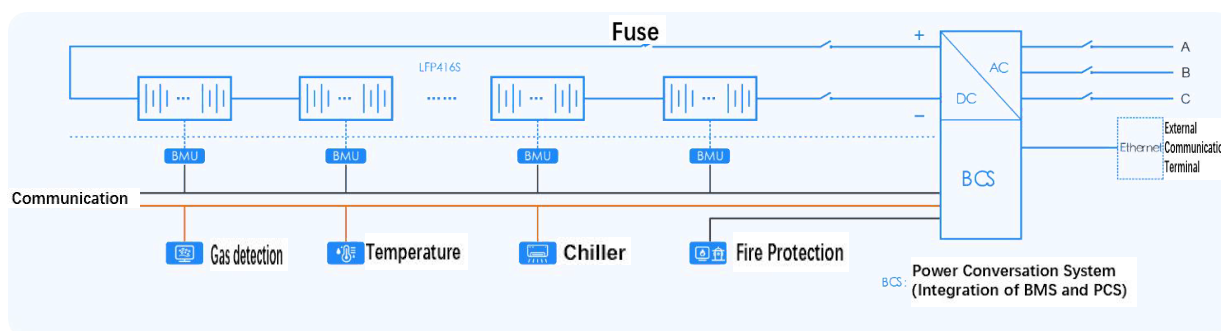 Fuse
+
A
LFP416S
AC
B
DC
C
−
BMU
BMU
BMU
BMU
External
Ethernet
Communicatio
Terminal
BCS
Communication
Gas detection
Temperature
Chiller
Fire Protection
BCS:
Power Conversation System
(Integration of BMS and PCS)